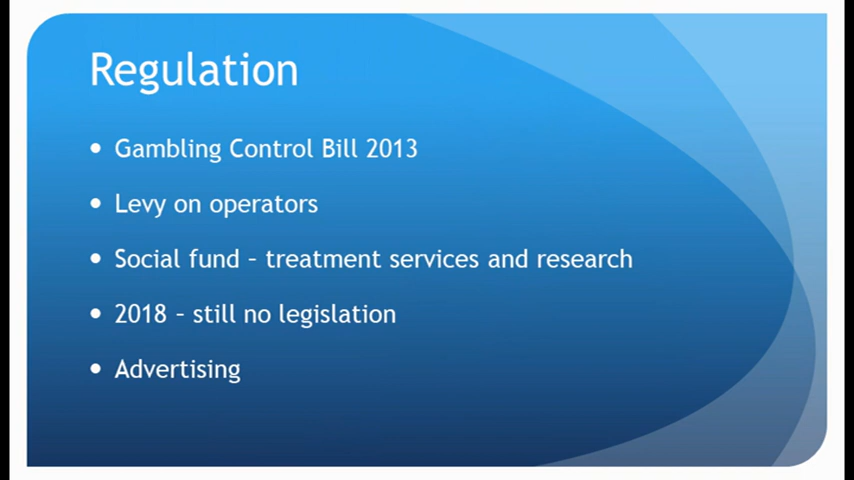 Regulation
• Gambling Control Bill 2013
• Levy on operators
• Social fund – treatment services and research
• 2018 – still no legislation
• Advertising